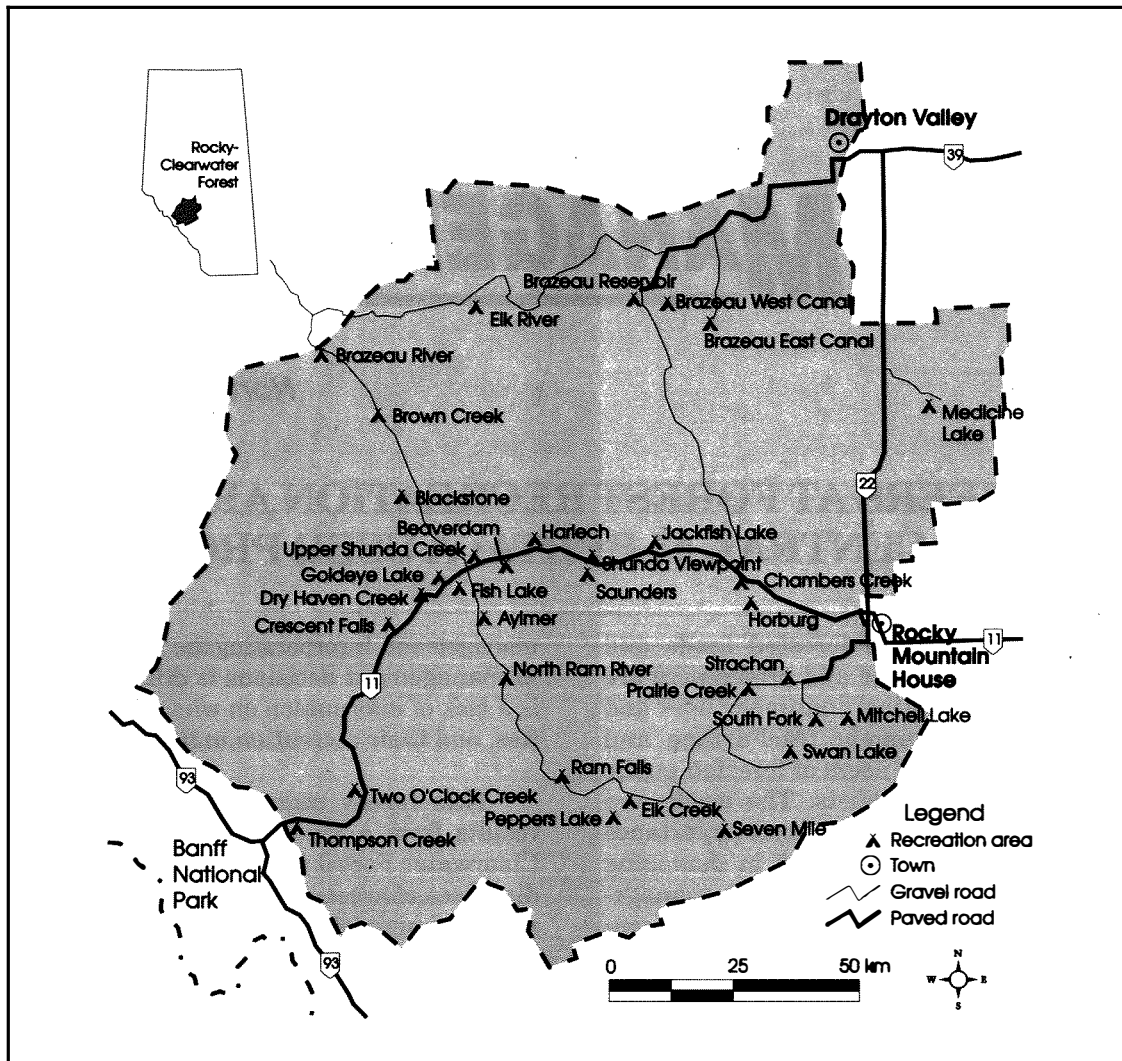 Rocky-
Clearwater
Forest
Drayton Valley
39
Brazeau Reservoir
Brazeau West Canal
Elk River
Brazeau East Canal
Brazeau River
Brown Creek
Medicine
Lake
22
Blackstone
Beaverdam
Harlech
Jackfish Lake
Upper Shunda Creek
Shunda Viewpoint
Goldeye Lake
Fish Lake
Saunders
Chambers Creek
Dry Haven Creek
Horburg
Crescent Falls
Aylmer
Rocky
Mountain
House
11
Strachan
North Ram River
Prairie Creek
11
South Fork
Mitchell Lake
Swan Lake
Ram Falls
93
Two O'Clock Creek
Elk Creek
Peppers Lake
Seven Mile
Thompson Creek
Banff
National
Park
93
Legend
Recreation area
Town
Gravel road
Paved road
0 25 50 km
N
W E
S